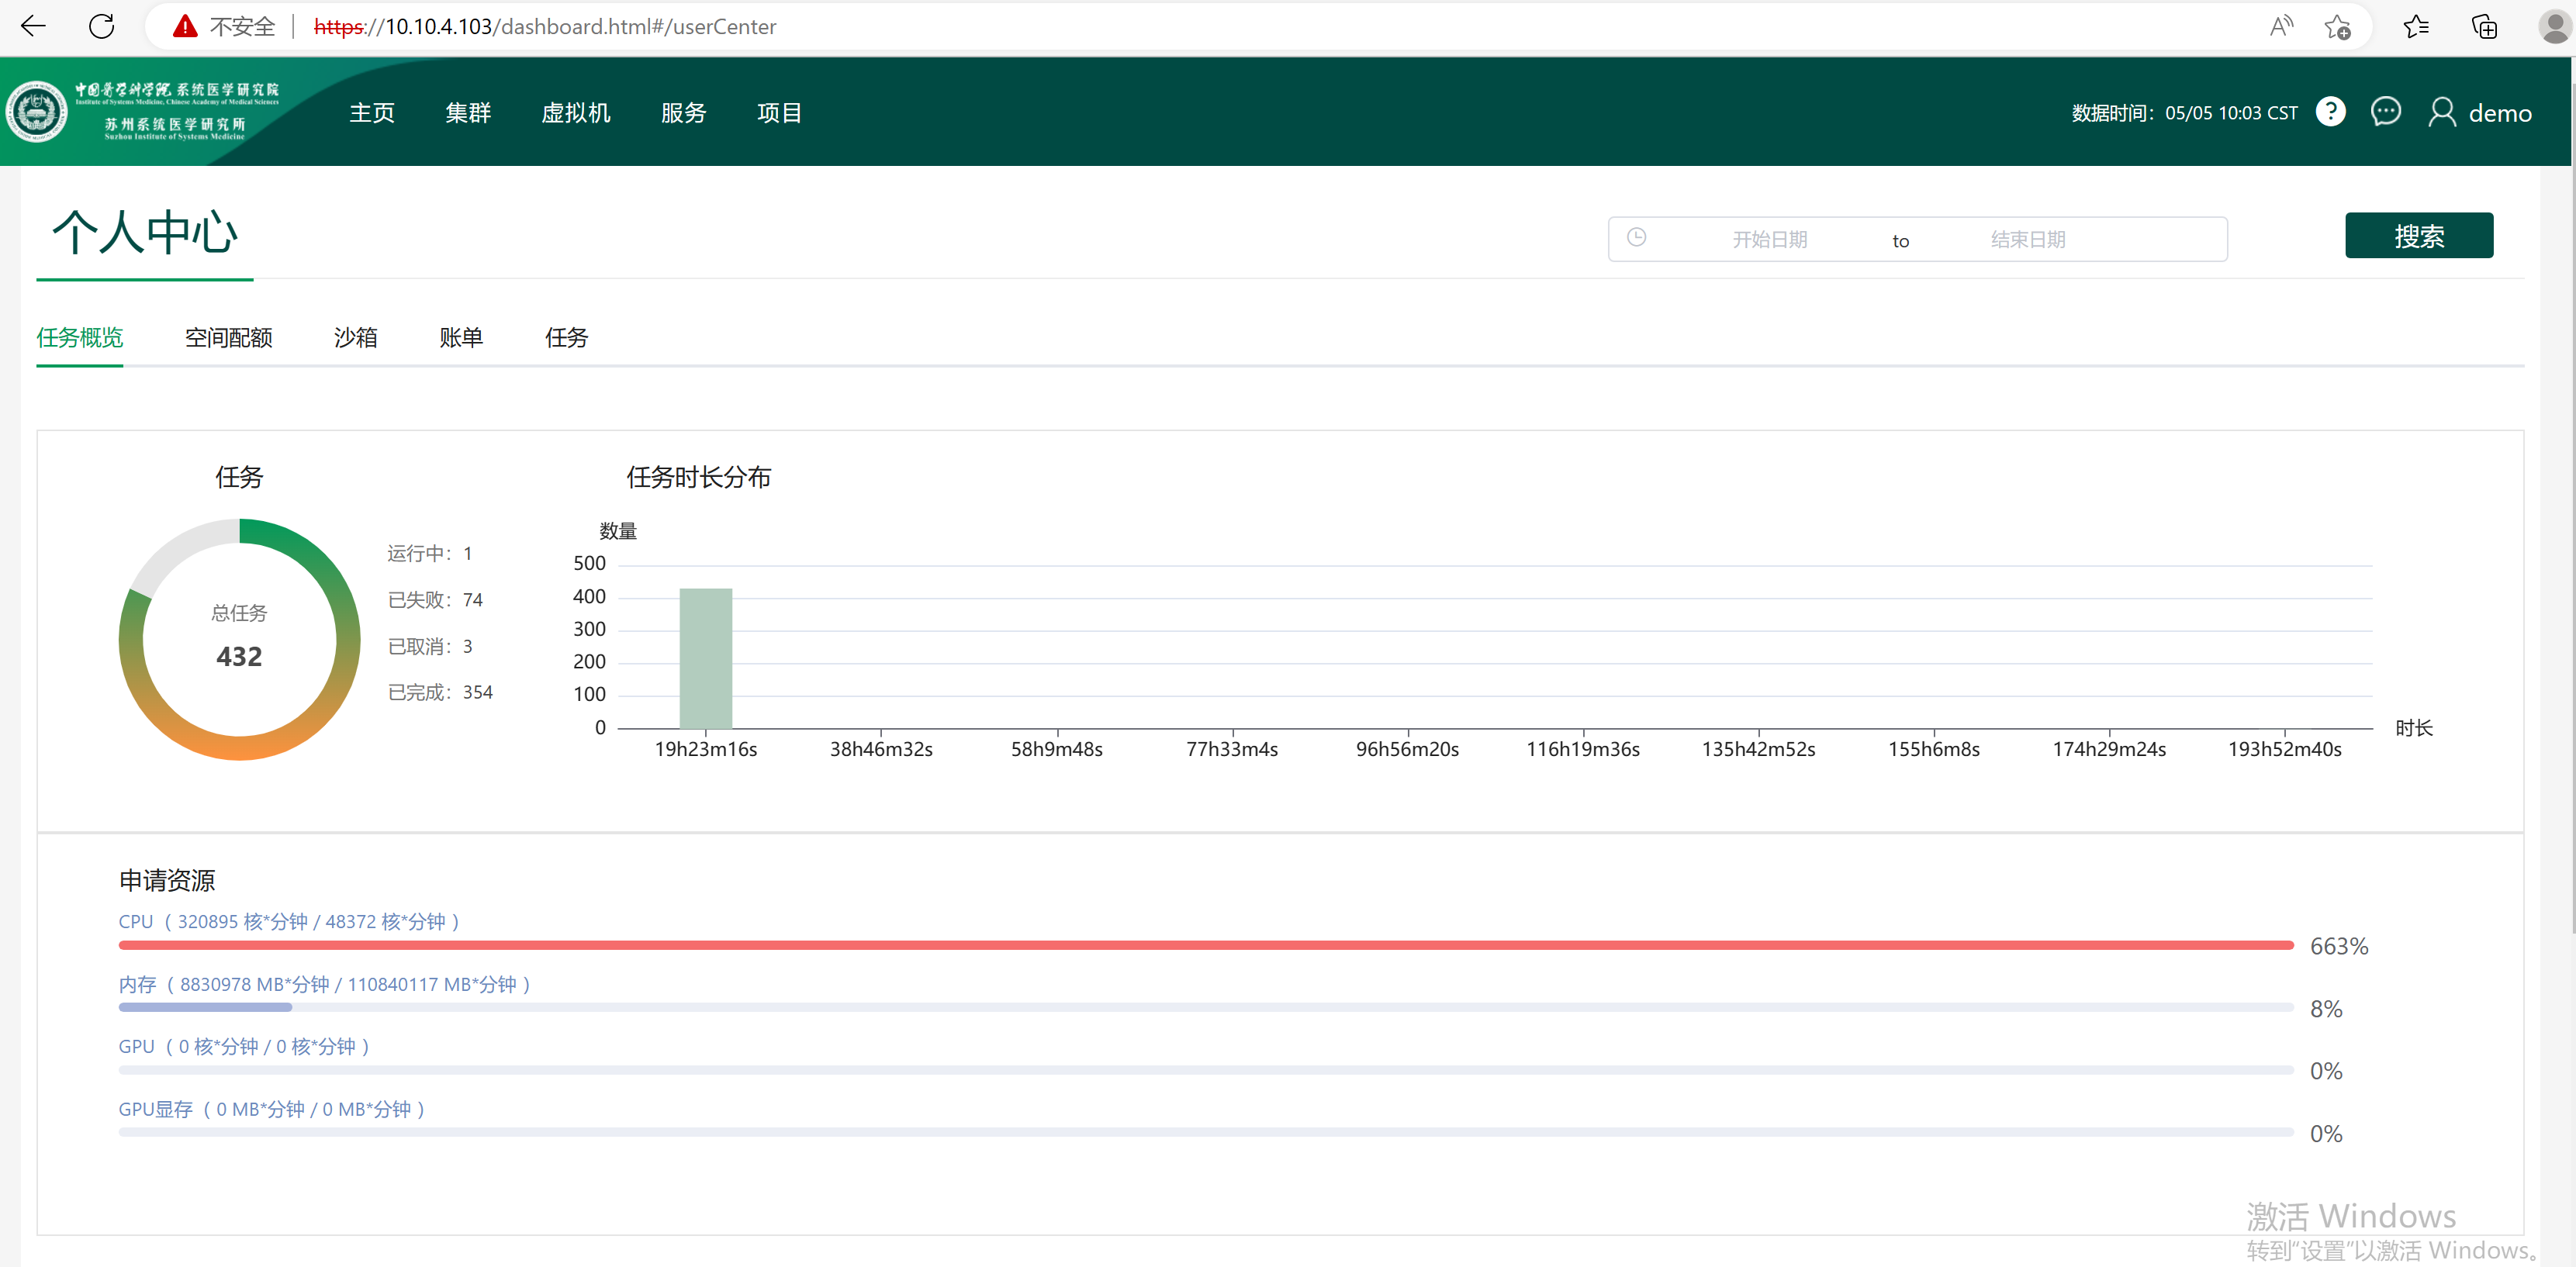 不安全 https://10.10.4.103/dashboard.html#/userCenter
中国医学科学院 系统医学研究院
Institute of Systems Medicine, Chinese Academy of Medical Sciences
苏州系统医学研究所
Suzhou Institute of Systems Medicine
主页 集群 虚拟机 服务 项目
数据时间：05/05 10:03 CST ? demo
个人中心
开始日期 to 结束日期
搜索
任务概览 空间配额 沙箱 账单 任务
任务
总任务
432
运行中：1
已失败：74
已取消：3
已完成：354
任务时长分布
数量
500
400
300
200
100
0
19h23m16s 38h46m32s 58h9m48s 77h33m4s 96h56m20s 116h19m36s 135h42m52s 155h6m8s 174h29m24s 193h52m40s
时长
申请资源
CPU（ 320895 核*分钟 / 48372 核*分钟 ）
663%
内存（ 8830978 MB*分钟 / 110840117 MB*分钟 ）
8%
GPU（ 0 核*分钟 / 0 核*分钟 ）
0%
GPU显存（ 0 MB*分钟 / 0 MB*分钟 ）
0%
激活 Windows
转到“设置”以激活 Windows。